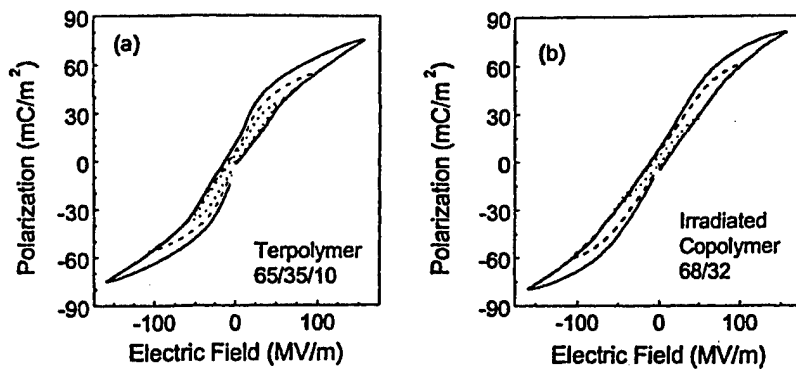 90
60
30
0
-30
-60
-90
Polarization (mC/m²)
(a)
Terpolymer
65/35/10
-100
0
100
Electric Field (MV/m)
90
60
30
0
-30
-60
-90
Polarization (mC/m²)
(b)
Irradiated
Copolymer
68/32
-100
0
100
Electric Field (MV/m)